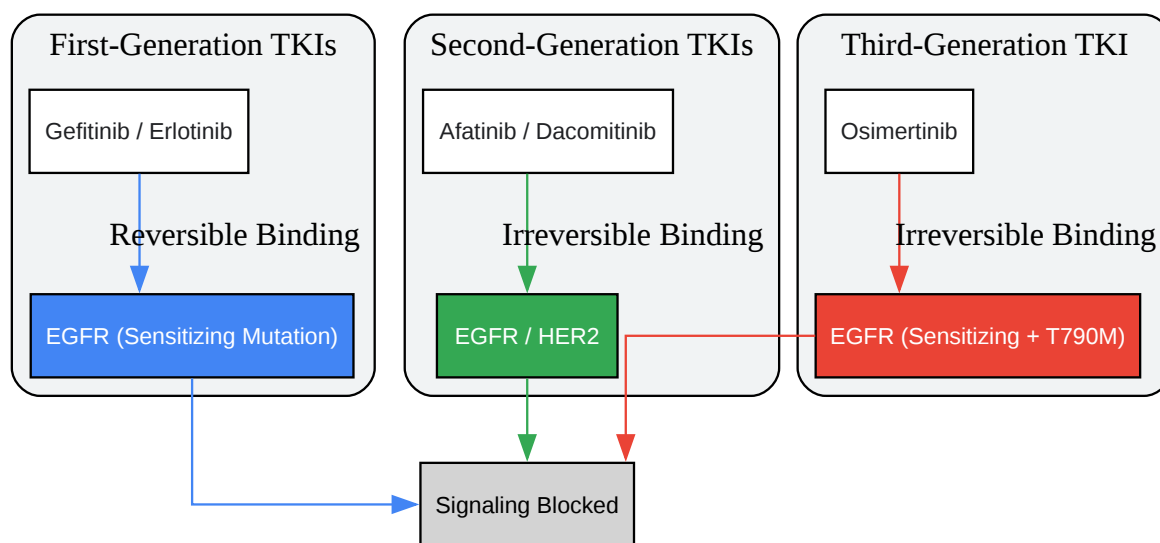 First-Generation TKIs
Second-Generation TKIs
Third-Generation TKI
Gefitinib / Erlotinib
Afatinib / Dacomitinib
Osimertinib
Reversible Binding
Irreversible Binding
Irreversible Binding
EGFR (Sensitizing Mutation)
EGFR / HER2
EGFR (Sensitizing + T790M)
Signaling Blocked